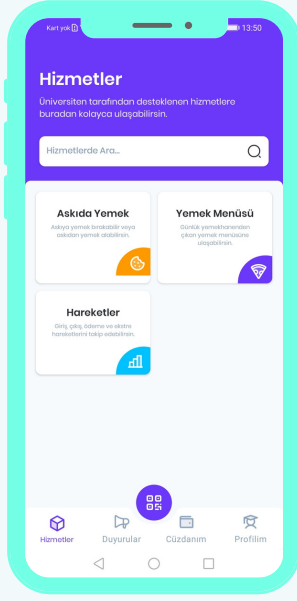 Kart yok
13:50
Hizmetler
Üniversiten tarafından desteklenen hizmetlere
buradan kolayca ulaşabilirsin.
Hizmetlerde Ara...
Askıda Yemek
Askıya yemek bırakabilir veya
askıdan yemek alabilirsin.
Yemek Menüsü
Günlük yemekhanenden
çıkan yemek menüsüne
ulaşabilirsin.
Hareketler
Giriş, çıkış, ödeme ve ekstre
hareketlerini takip edebilirsin.
Hizmetler
Duyurular
Cüzdanım
Profilim